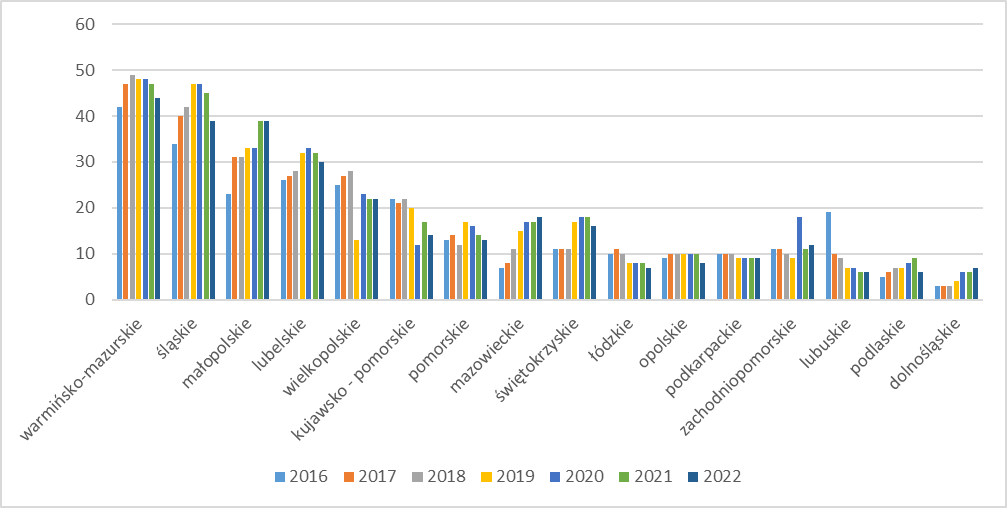 60
50
40
30
20
10
0
warmińsko-mazurskie
śląskie
małopolskie
lubelskie
wielkopolskie
kujawsko - pomorskie
pomorskie
mazowieckie
świętokrzyskie
łódzkie
opolskie
podkarpackie
zachodniopomorskie
lubuskie
podlaskie
dolnośląskie
2016 2017 2018 2019 2020 2021 2022